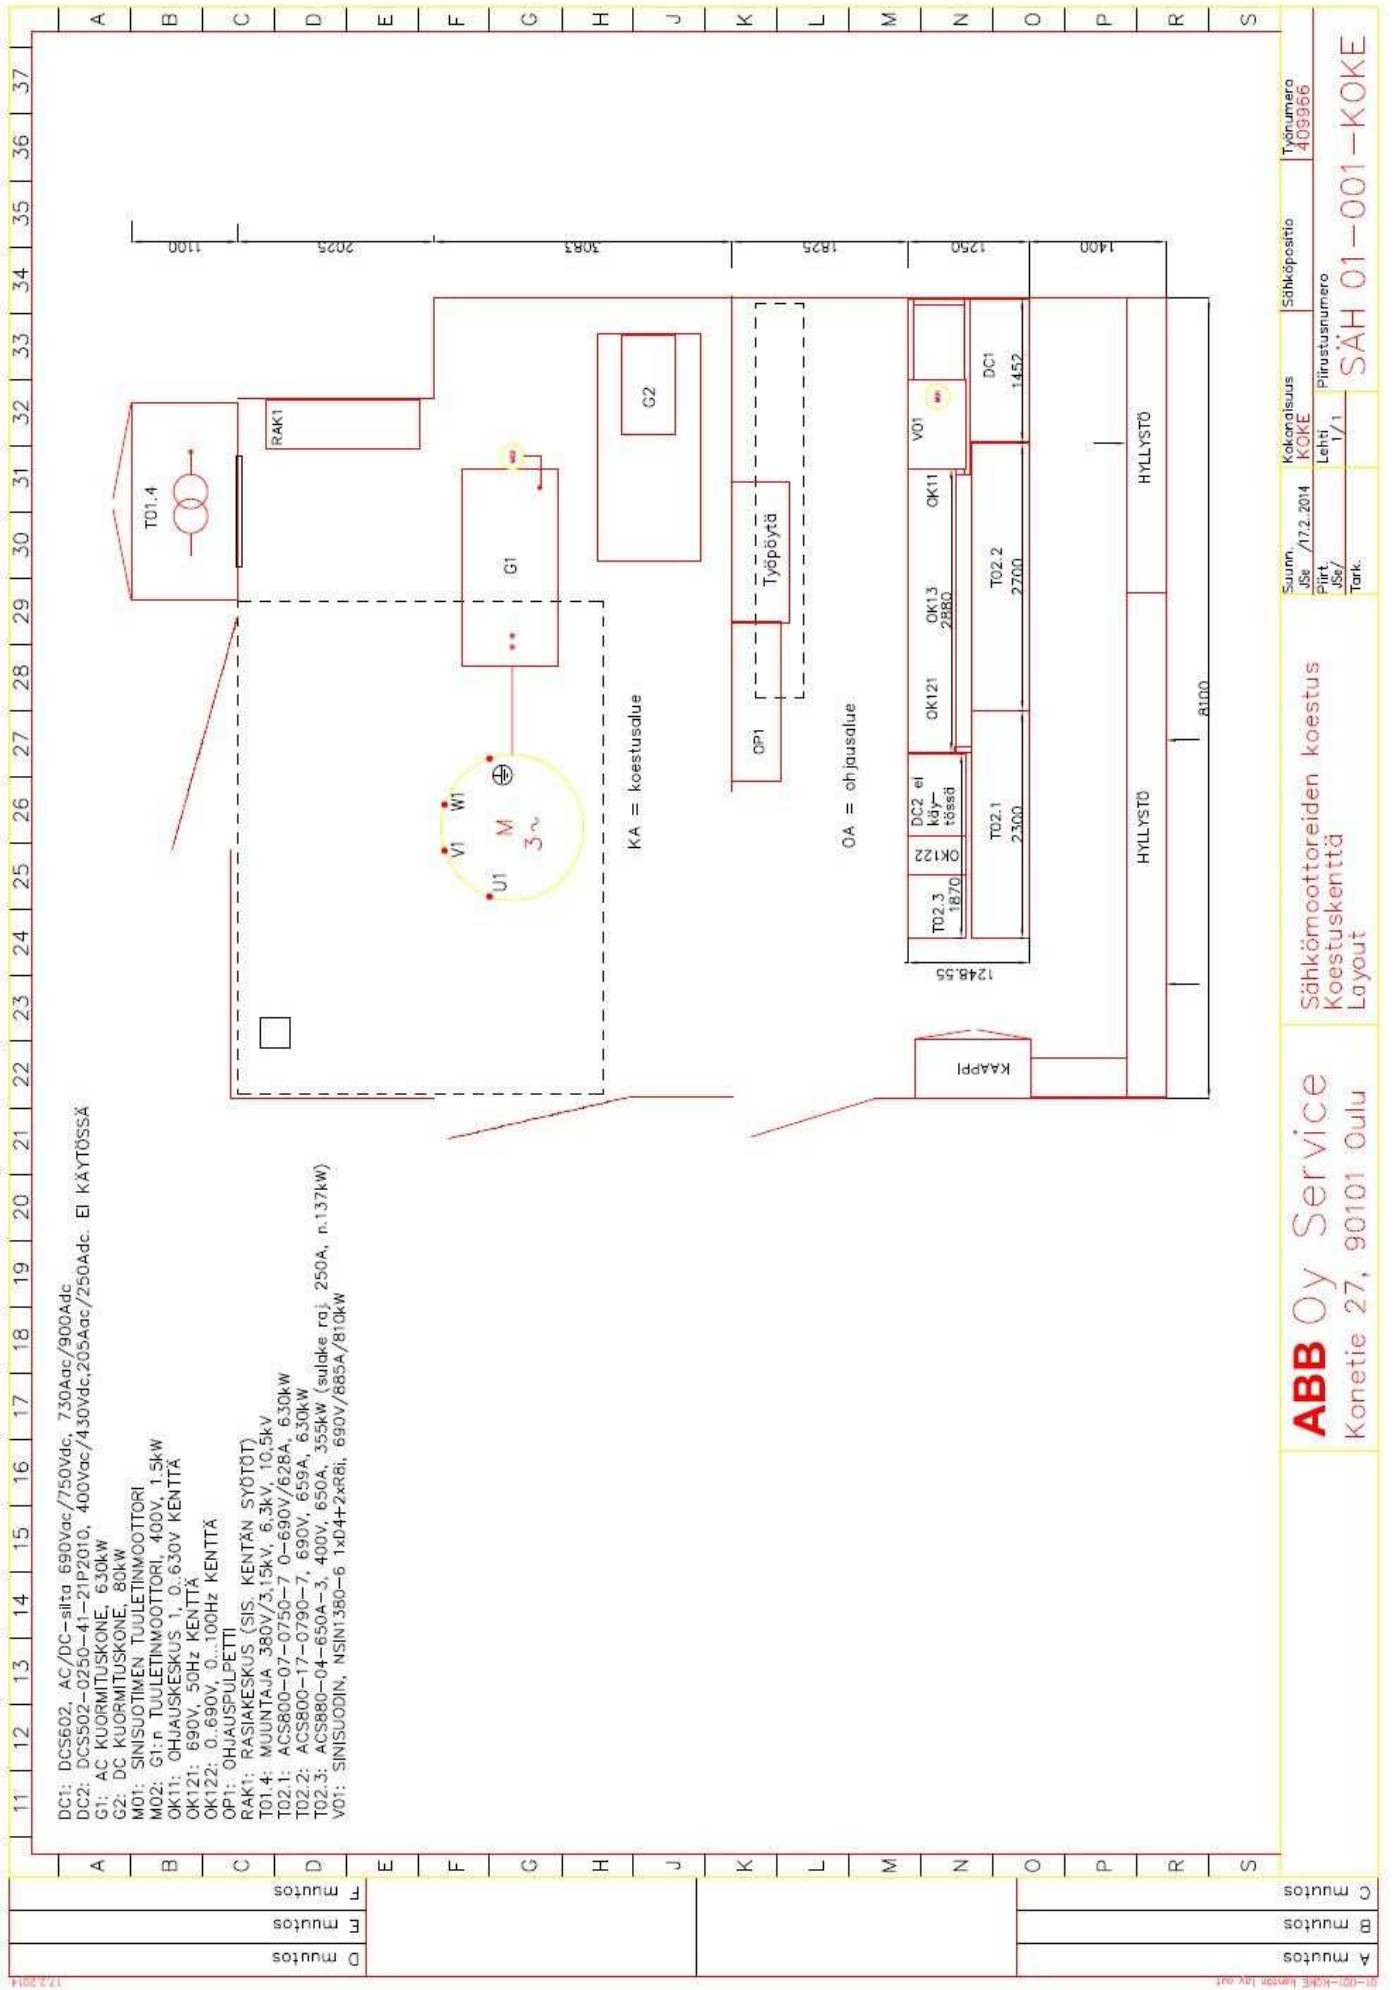 11 12 13 14 15 16 17 18 19 20 21 22 23 24 25 26 27 28 29 30 31 32 33 34 35 36 37
A B C D E F G H J K L M N O P R S
A B C D E F G H J K L M N O P R S
DC1: DCS602, AC/DC-silta 690Vac/750Vdc, 730Aac/900Adc
DC2: DCS502-0250-41-21P2010, 400Vac/430Vdc,205Aac/250Adc. EI KÄYTÖSSÄ
G1: AC KUORMITUSKONE, 630kW
G2: DC KUORMITUSKONE, 80kW
M01: SINISUOTIMEN TUULETINMOOTTORI
M02: G1:n TUULETINMOOTTORI, 400V, 1.5kW
OK11: OHJAUSKESKUS 1, 0..630V KENTTÄ
OK121: 690V, 50Hz KENTTÄ
OK122: 0..690V, 0...100Hz KENTTÄ
OP1: OHJAUSPULPETTI
RAK1: RASIAKESKUS (SIS. KENTÄN SYÖTÖT)
T01.4: MUUNTAJA 380V/3,15kV, 6,3kV, 10,5kV
T02.1: ACS800-07-0750-7 0-690V/628A, 630kW
T02.2: ACS800-17-0790-7, 690V, 659A, 630kW
T02.3: ACS880-04-650A-3, 400V, 650A, 355kW (sulake raj. 250A, n.137kW)
V01: SINISUODIN, NSIN1380-6 1xD4+2xR8i, 690V/885A/810kW
T01.4
RAK1
1100
2025
3083
1825
1250
1400
U1
V1
W1
M
3~
G1
M02
G2
KA = koestusalue
OP1
Työpöytä
OA = ohjausalue
1248.55
T02.3
1870
OK122
DC2 ei
käy-
tössä
OK121
OK13
2880
OK11
V01
M01
T02.1
2300
T02.2
2700
DC1
1452
KAAPPI
HYLLYSTÖ
HYLLYSTÖ
8100
ABB Oy Service
Konetie 27, 90101 Oulu
Sähkömoottoreiden koestus
Koestuskenttä
Layout
Suunn.
JSe /17.2.2014
Piirt.
JSe/
Tark.
Kokonaisuus
KOKE
Lehti
1/1
Sähköpositio
Työnumero
409966
Piirustusnumero
SÄH 01-001-KOKE
F muutos
E muutos
D muutos
C muutos
B muutos
A muutos
17.2.2014
01-001-KOKE kentän lay out